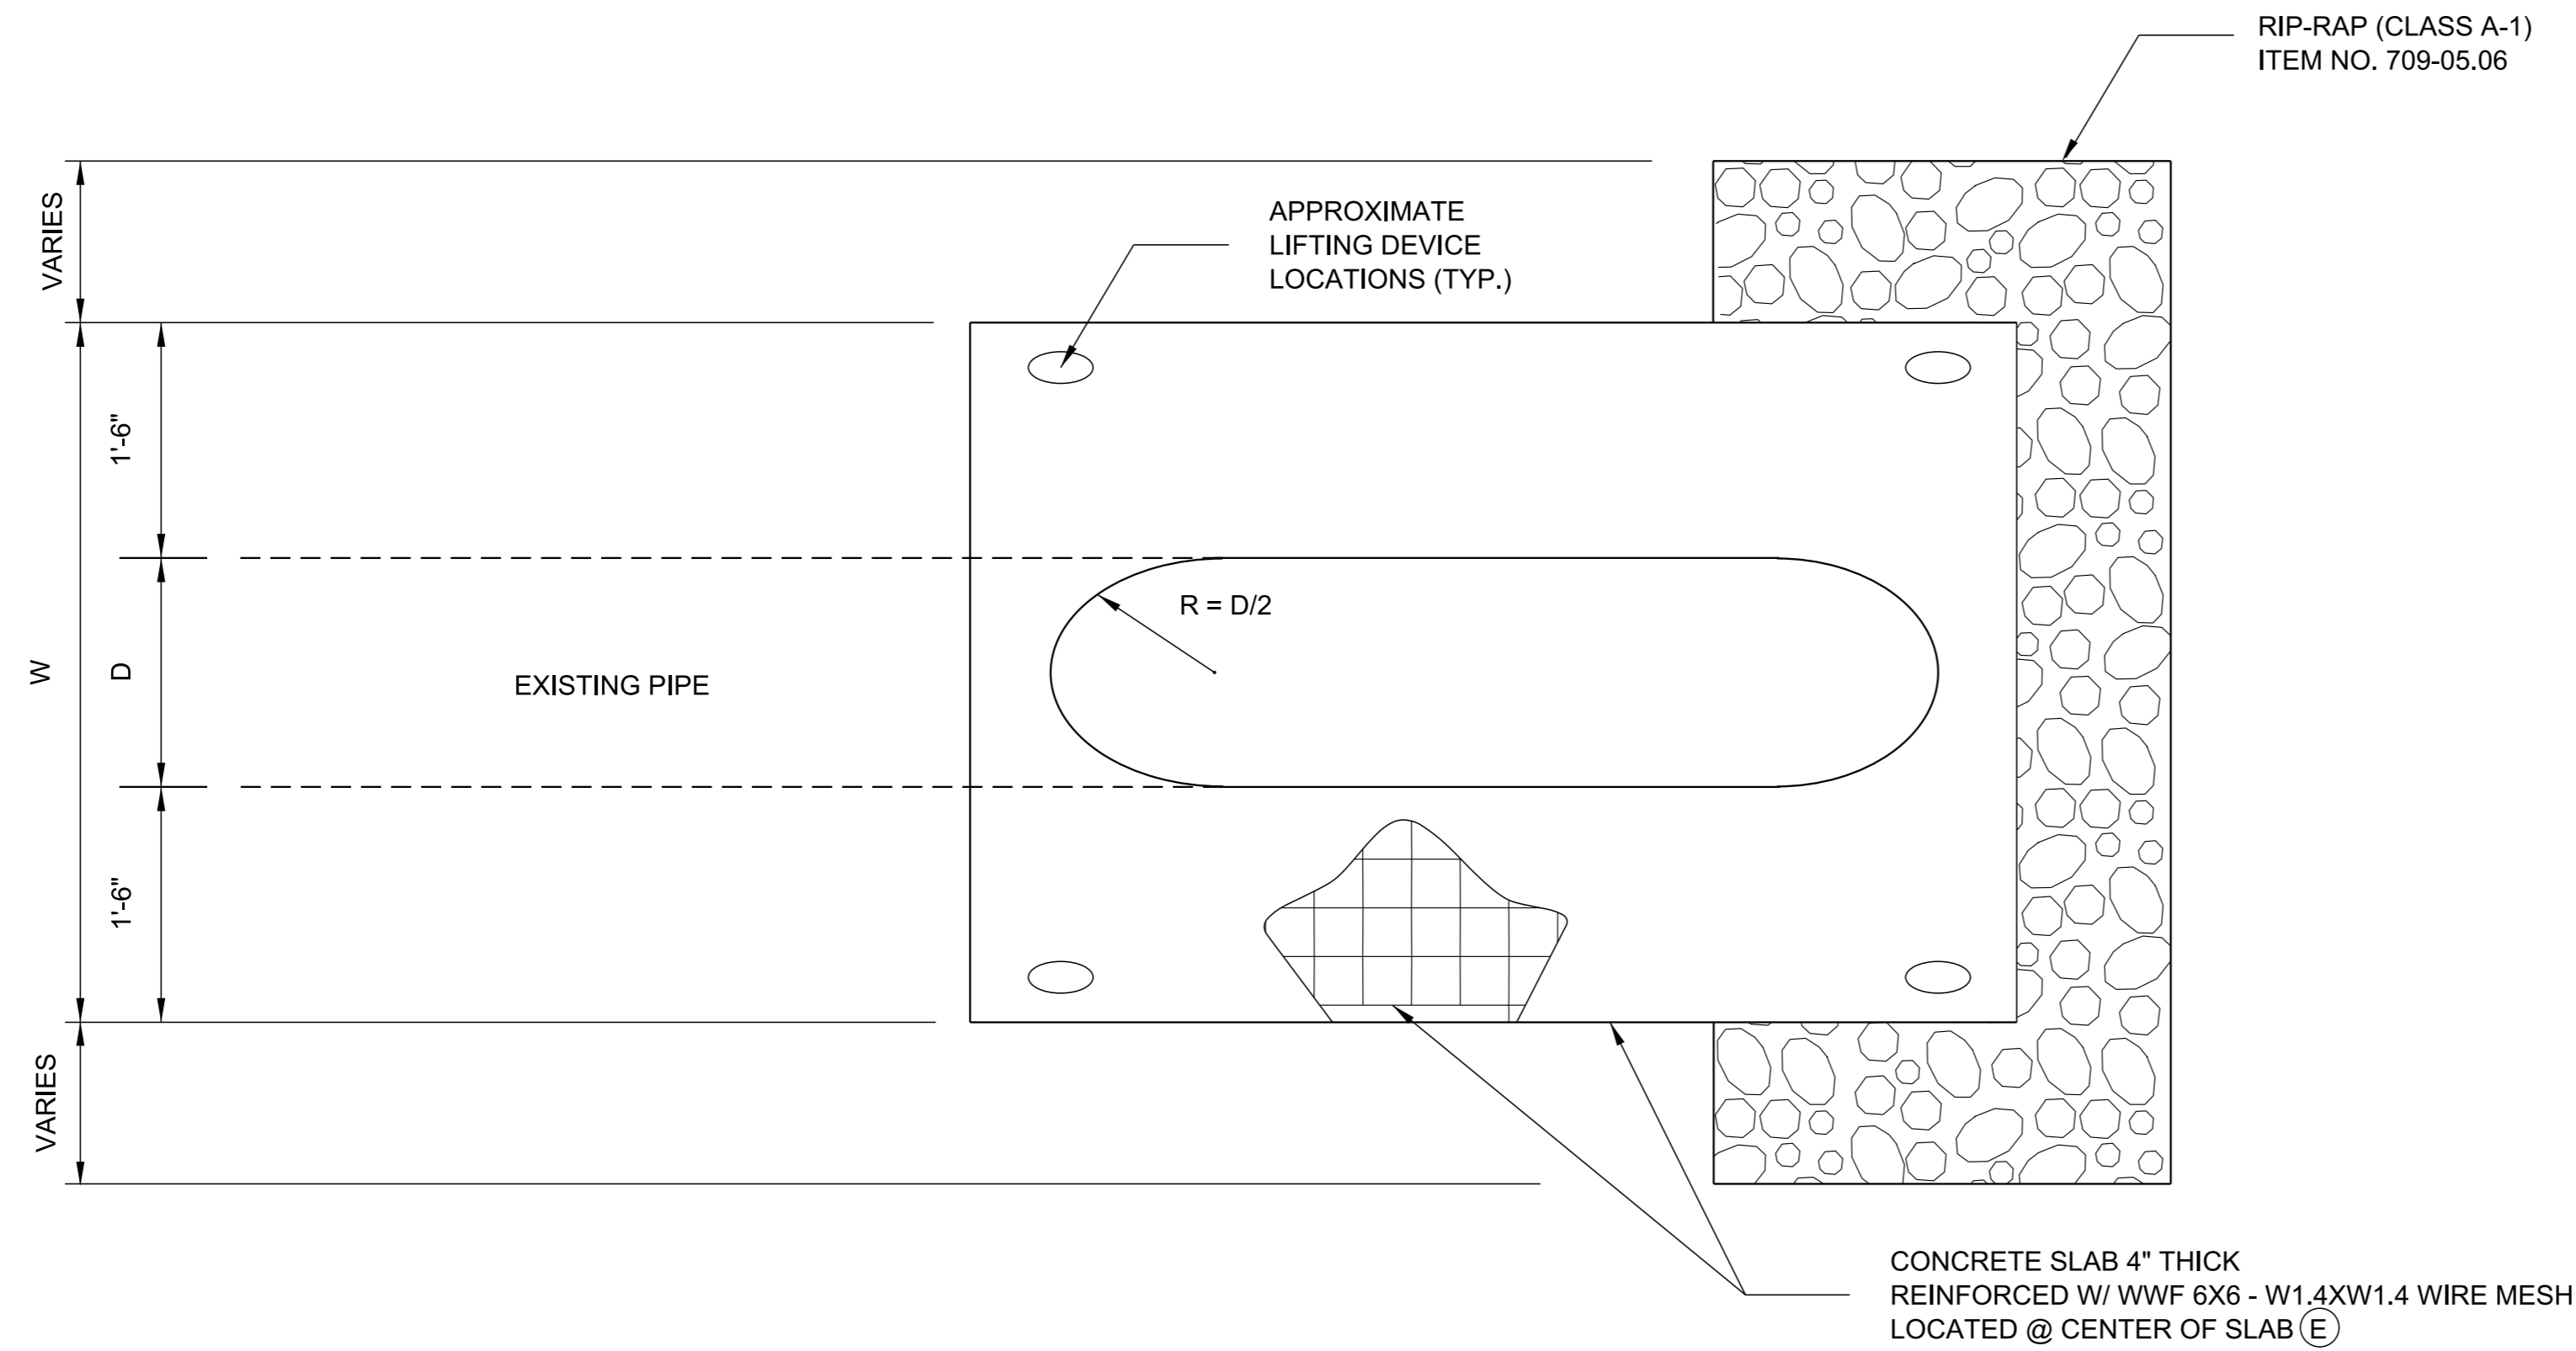 RIP-RAP (CLASS A-1)
ITEM NO. 709-05.06
VARIES
APPROXIMATE
LIFTING DEVICE
LOCATIONS (TYP.)
1'-6"
R = D/2
W
D
EXISTING PIPE
1'-6"
VARIES
CONCRETE SLAB 4" THICK
REINFORCED W/ WWF 6X6 - W1.4XW1.4 WIRE MESH
LOCATED @ CENTER OF SLAB E